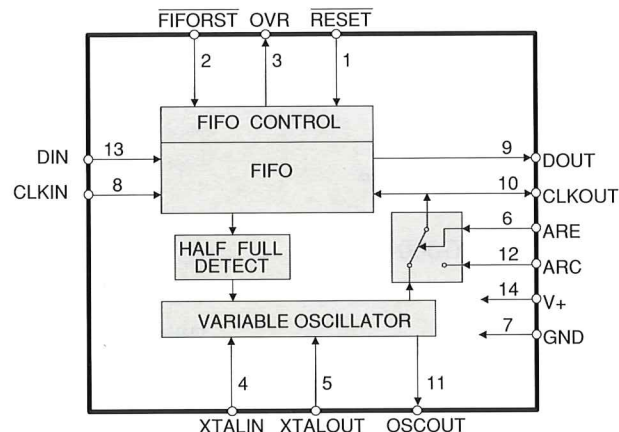 FIFORST OVR RESET
2 3 1
FIFO CONTROL
DIN 13 FIFO 9 DOUT
CLKIN 8 10 CLKOUT
6 ARE
HALF FULL
DETECT
12 ARC
14 V+
VARIABLE OSCILLATOR 7 GND
4 5 11
XTALIN XTALOUT OSCOUT